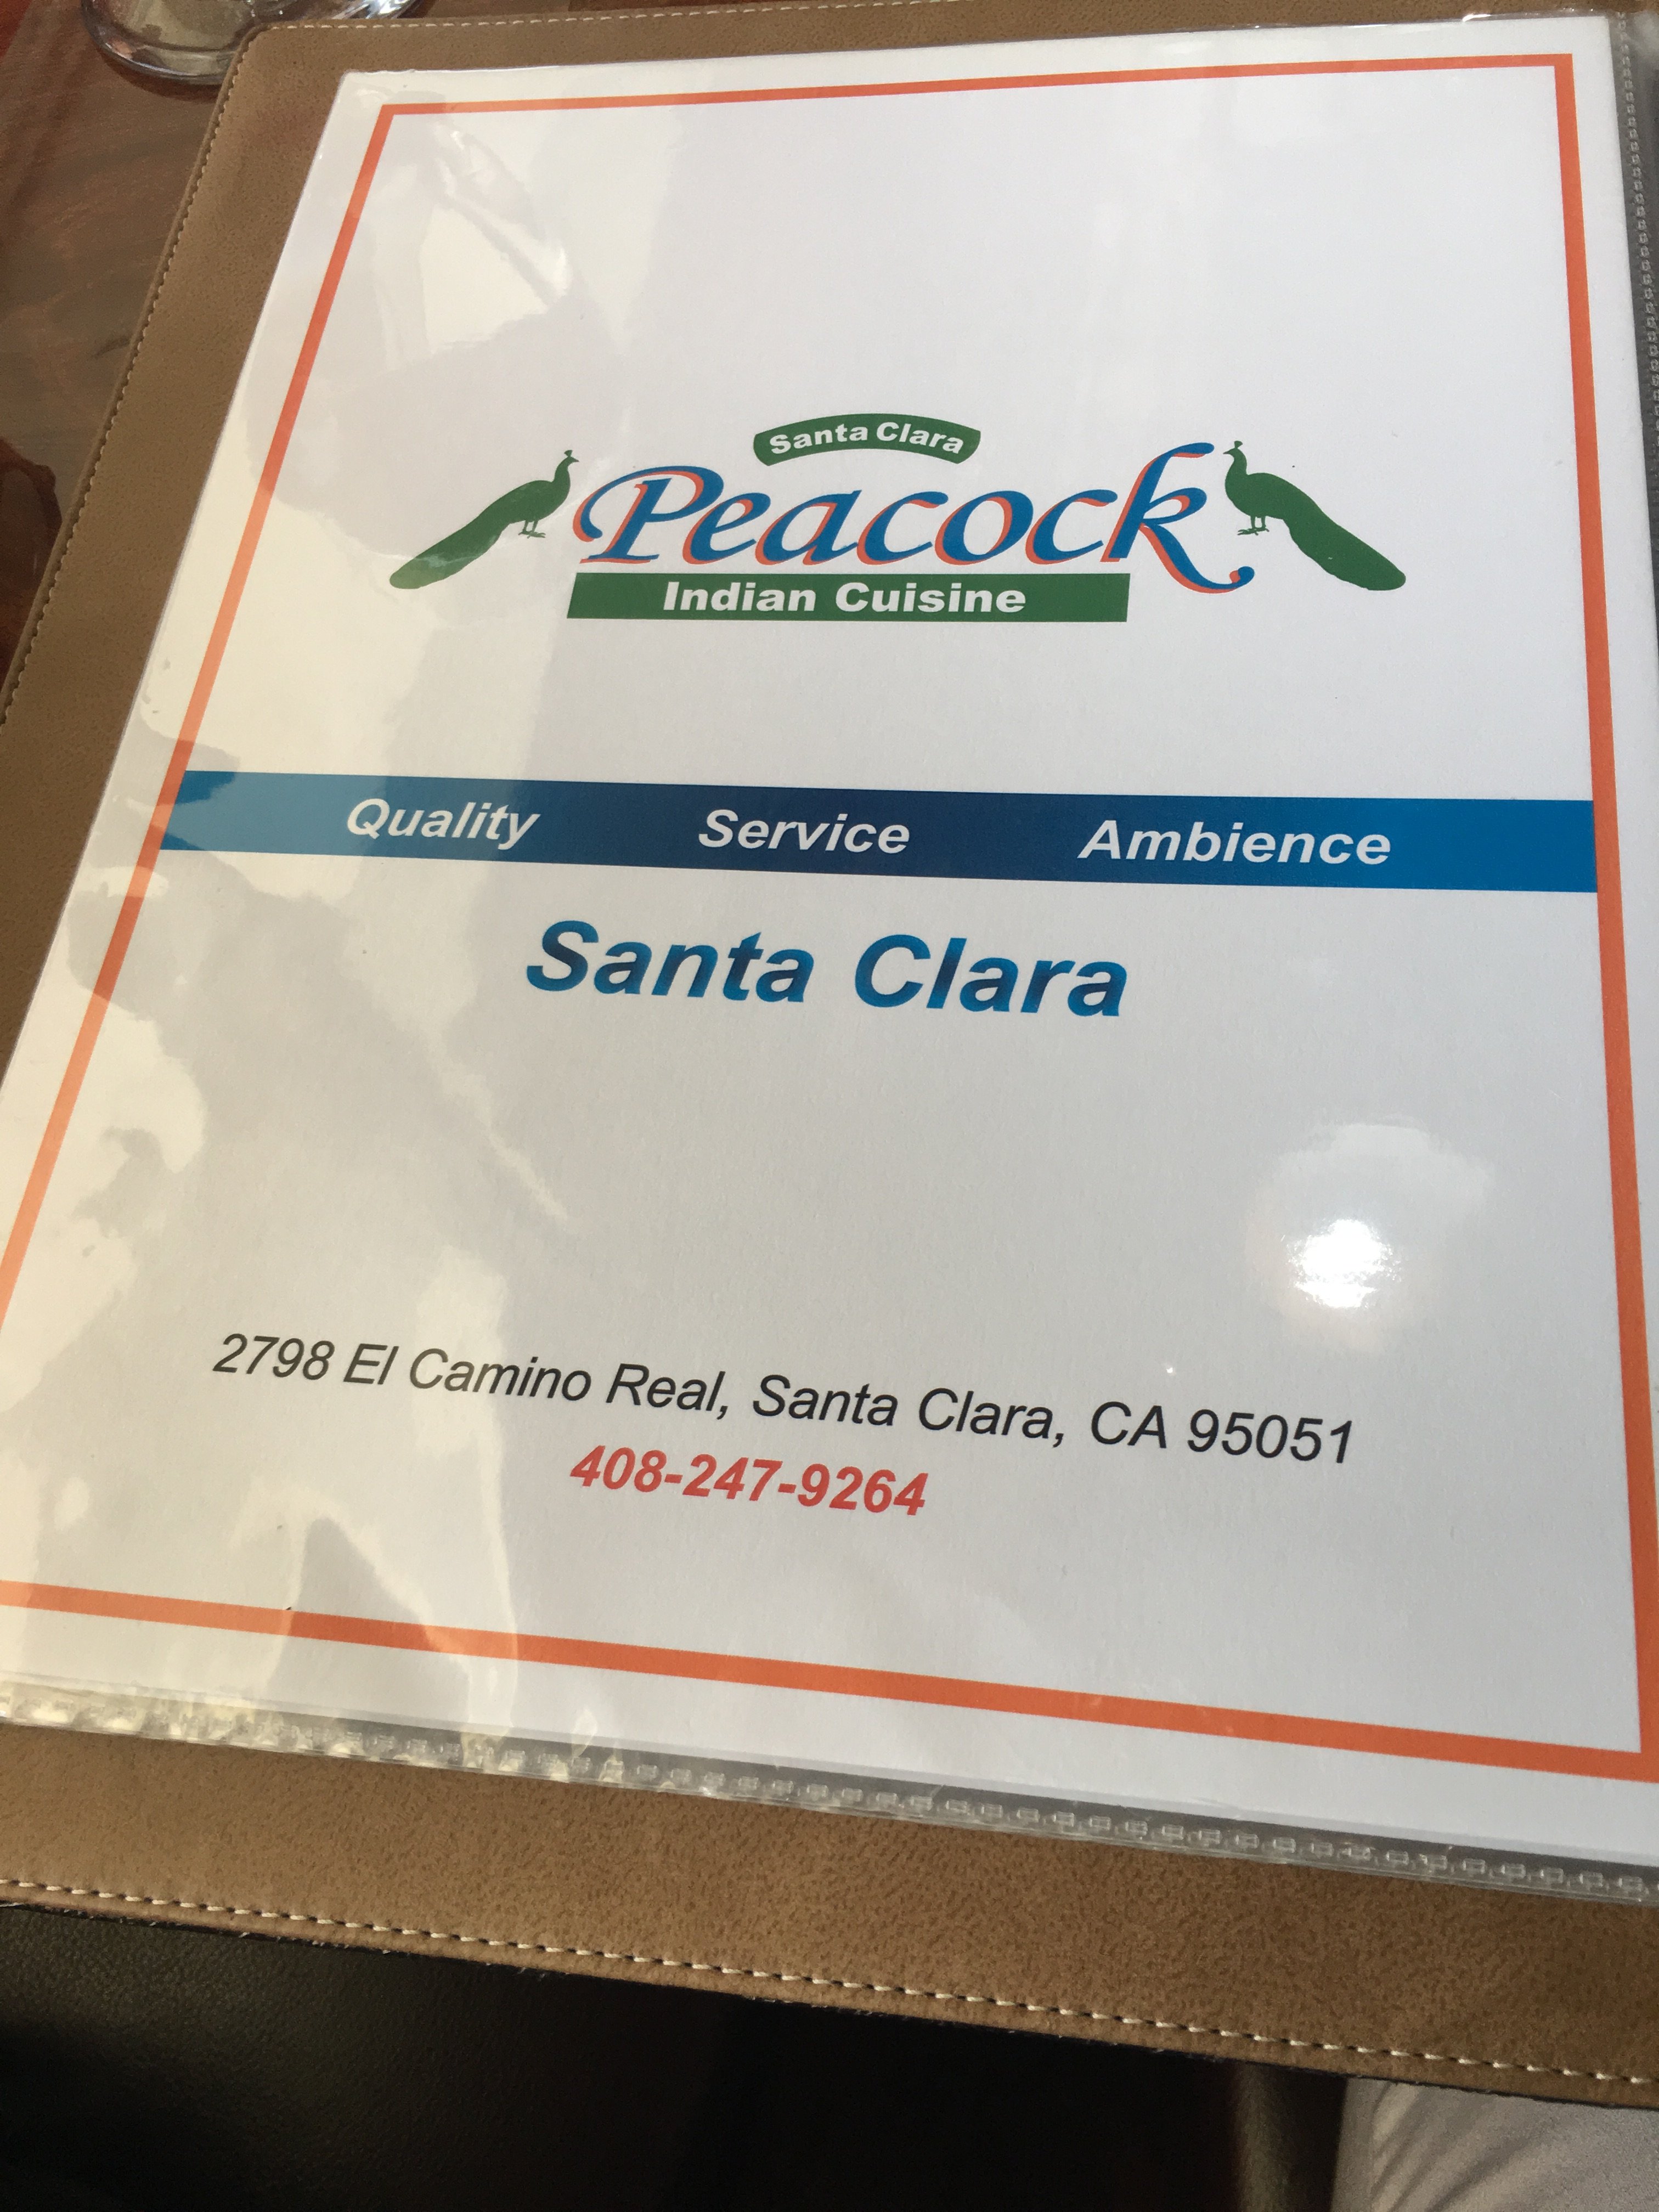 Santa Clara
Peacock
Indian Cuisine
Quality Service Ambience
Santa Clara
2798 El Camino Real, Santa Clara, CA 95051
408-247-9264